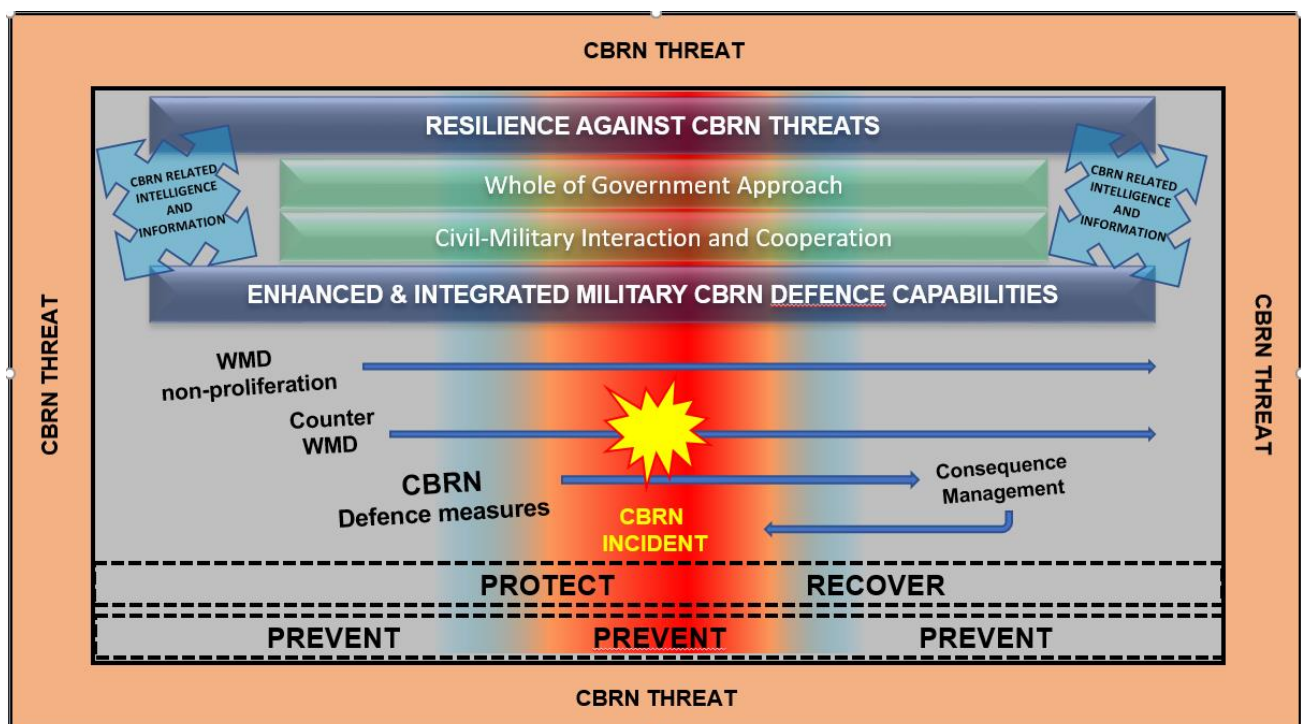 CBRN THREAT
RESILIENCE AGAINST CBRN THREATS
CBRN RELATED
INTELLIGENCE
AND
INFORMATION
CBRN RELATED
INTELLIGENCE
AND
INFORMATION
Whole of Government Approach
Civil-Military Interaction and Cooperation
ENHANCED & INTEGRATED MILITARY CBRN DEFENCE CAPABILITIES
CBRN THREAT
CBRN THREAT
WMD
non-proliferation
Counter
WMD
CBRN
Defence measures
Consequence
Management
CBRN
INCIDENT
PROTECT RECOVER
PREVENT PREVENT PREVENT
CBRN THREAT